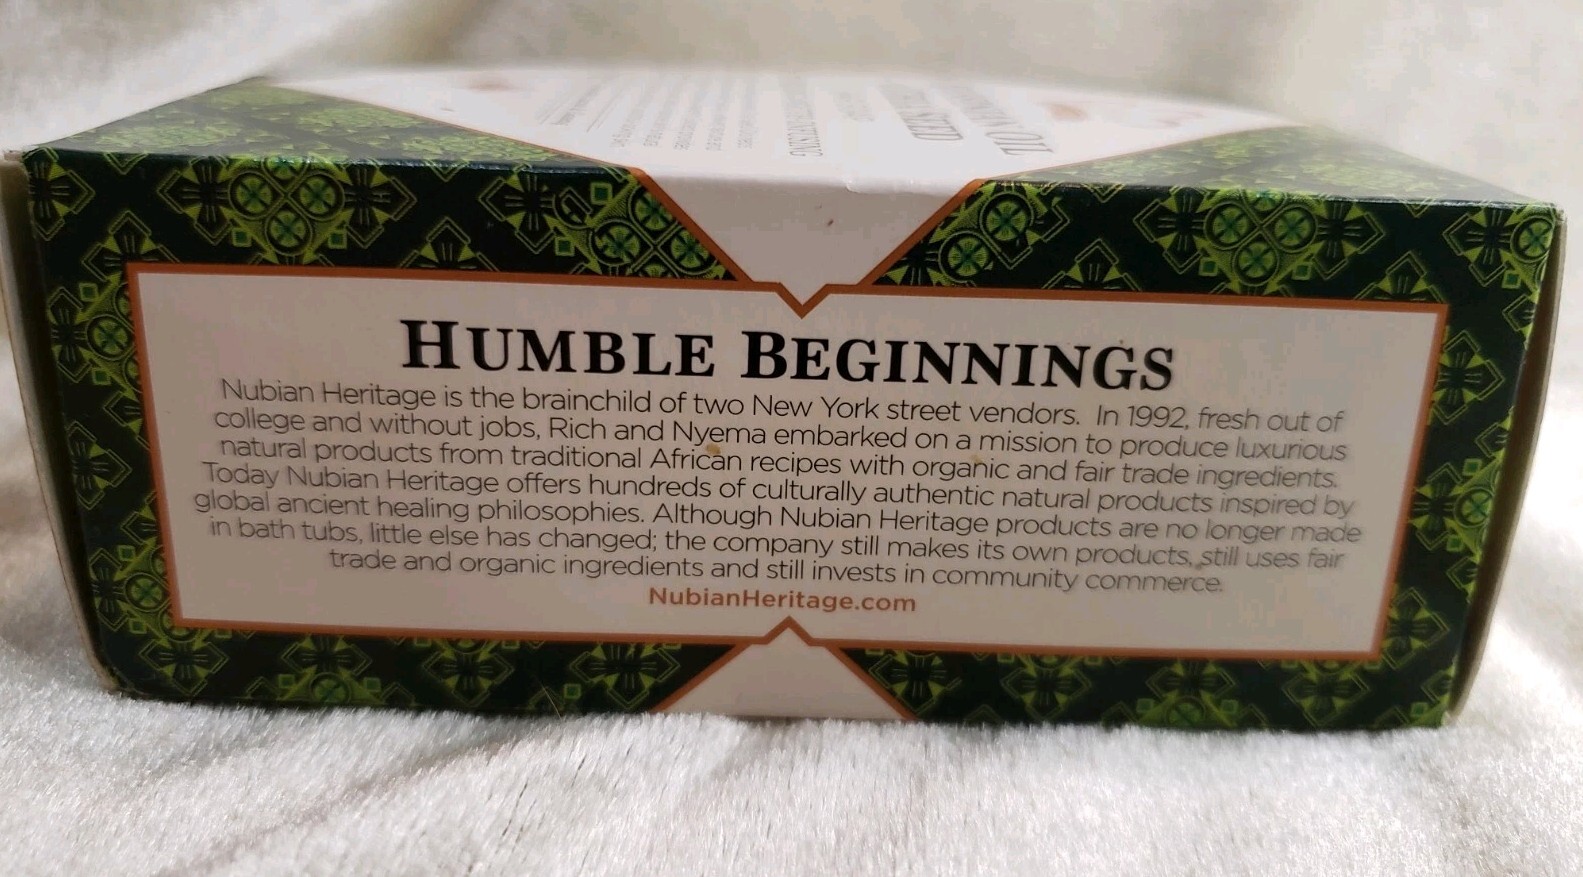 HUMBLE BEGINNINGS
Nubian Heritage is the brainchild of two New York street vendors. In 1992, fresh out of
college and without jobs, Rich and Nyema embarked on a mission to produce luxurious
natural products from traditional African recipes with organic and fair trade ingredients.
Today Nubian Heritage offers hundreds of culturally authentic natural products inspired by
global ancient healing philosophies. Although Nubian Heritage products are no longer made
in bath tubs, little else has changed; the company still makes its own products, still uses fair
trade and organic ingredients and still invests in community commerce.
NubianHeritage.com